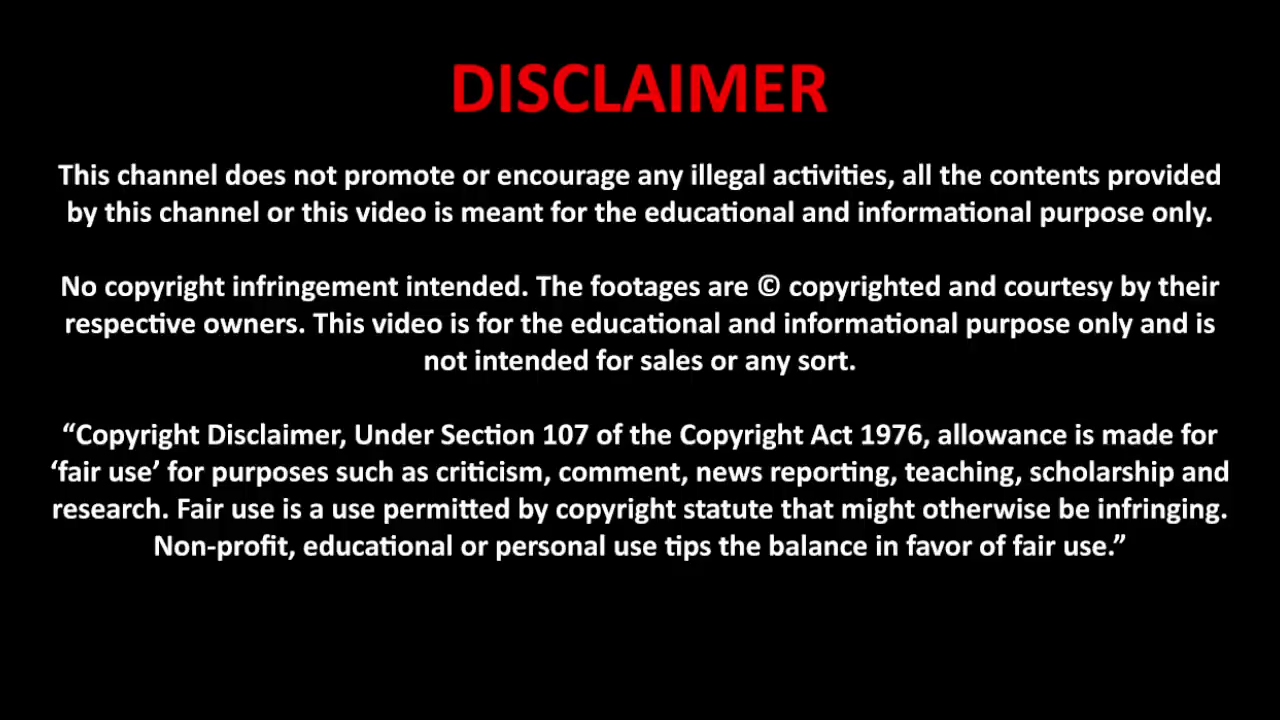 DISCLAIMER
This channel does not promote or encourage any illegal activities, all the contents provided
by this channel or this video is meant for the educational and informational purpose only.
No copyright infringement intended. The footages are © copyrighted and courtesy by their
respective owners. This video is for the educational and informational purpose only and is
not intended for sales or any sort.
“Copyright Disclaimer, Under Section 107 of the Copyright Act 1976, allowance is made for
‘fair use’ for purposes such as criticism, comment, news reporting, teaching, scholarship and
research. Fair use is a use permitted by copyright statute that might otherwise be infringing.
Non-profit, educational or personal use tips the balance in favor of fair use.”